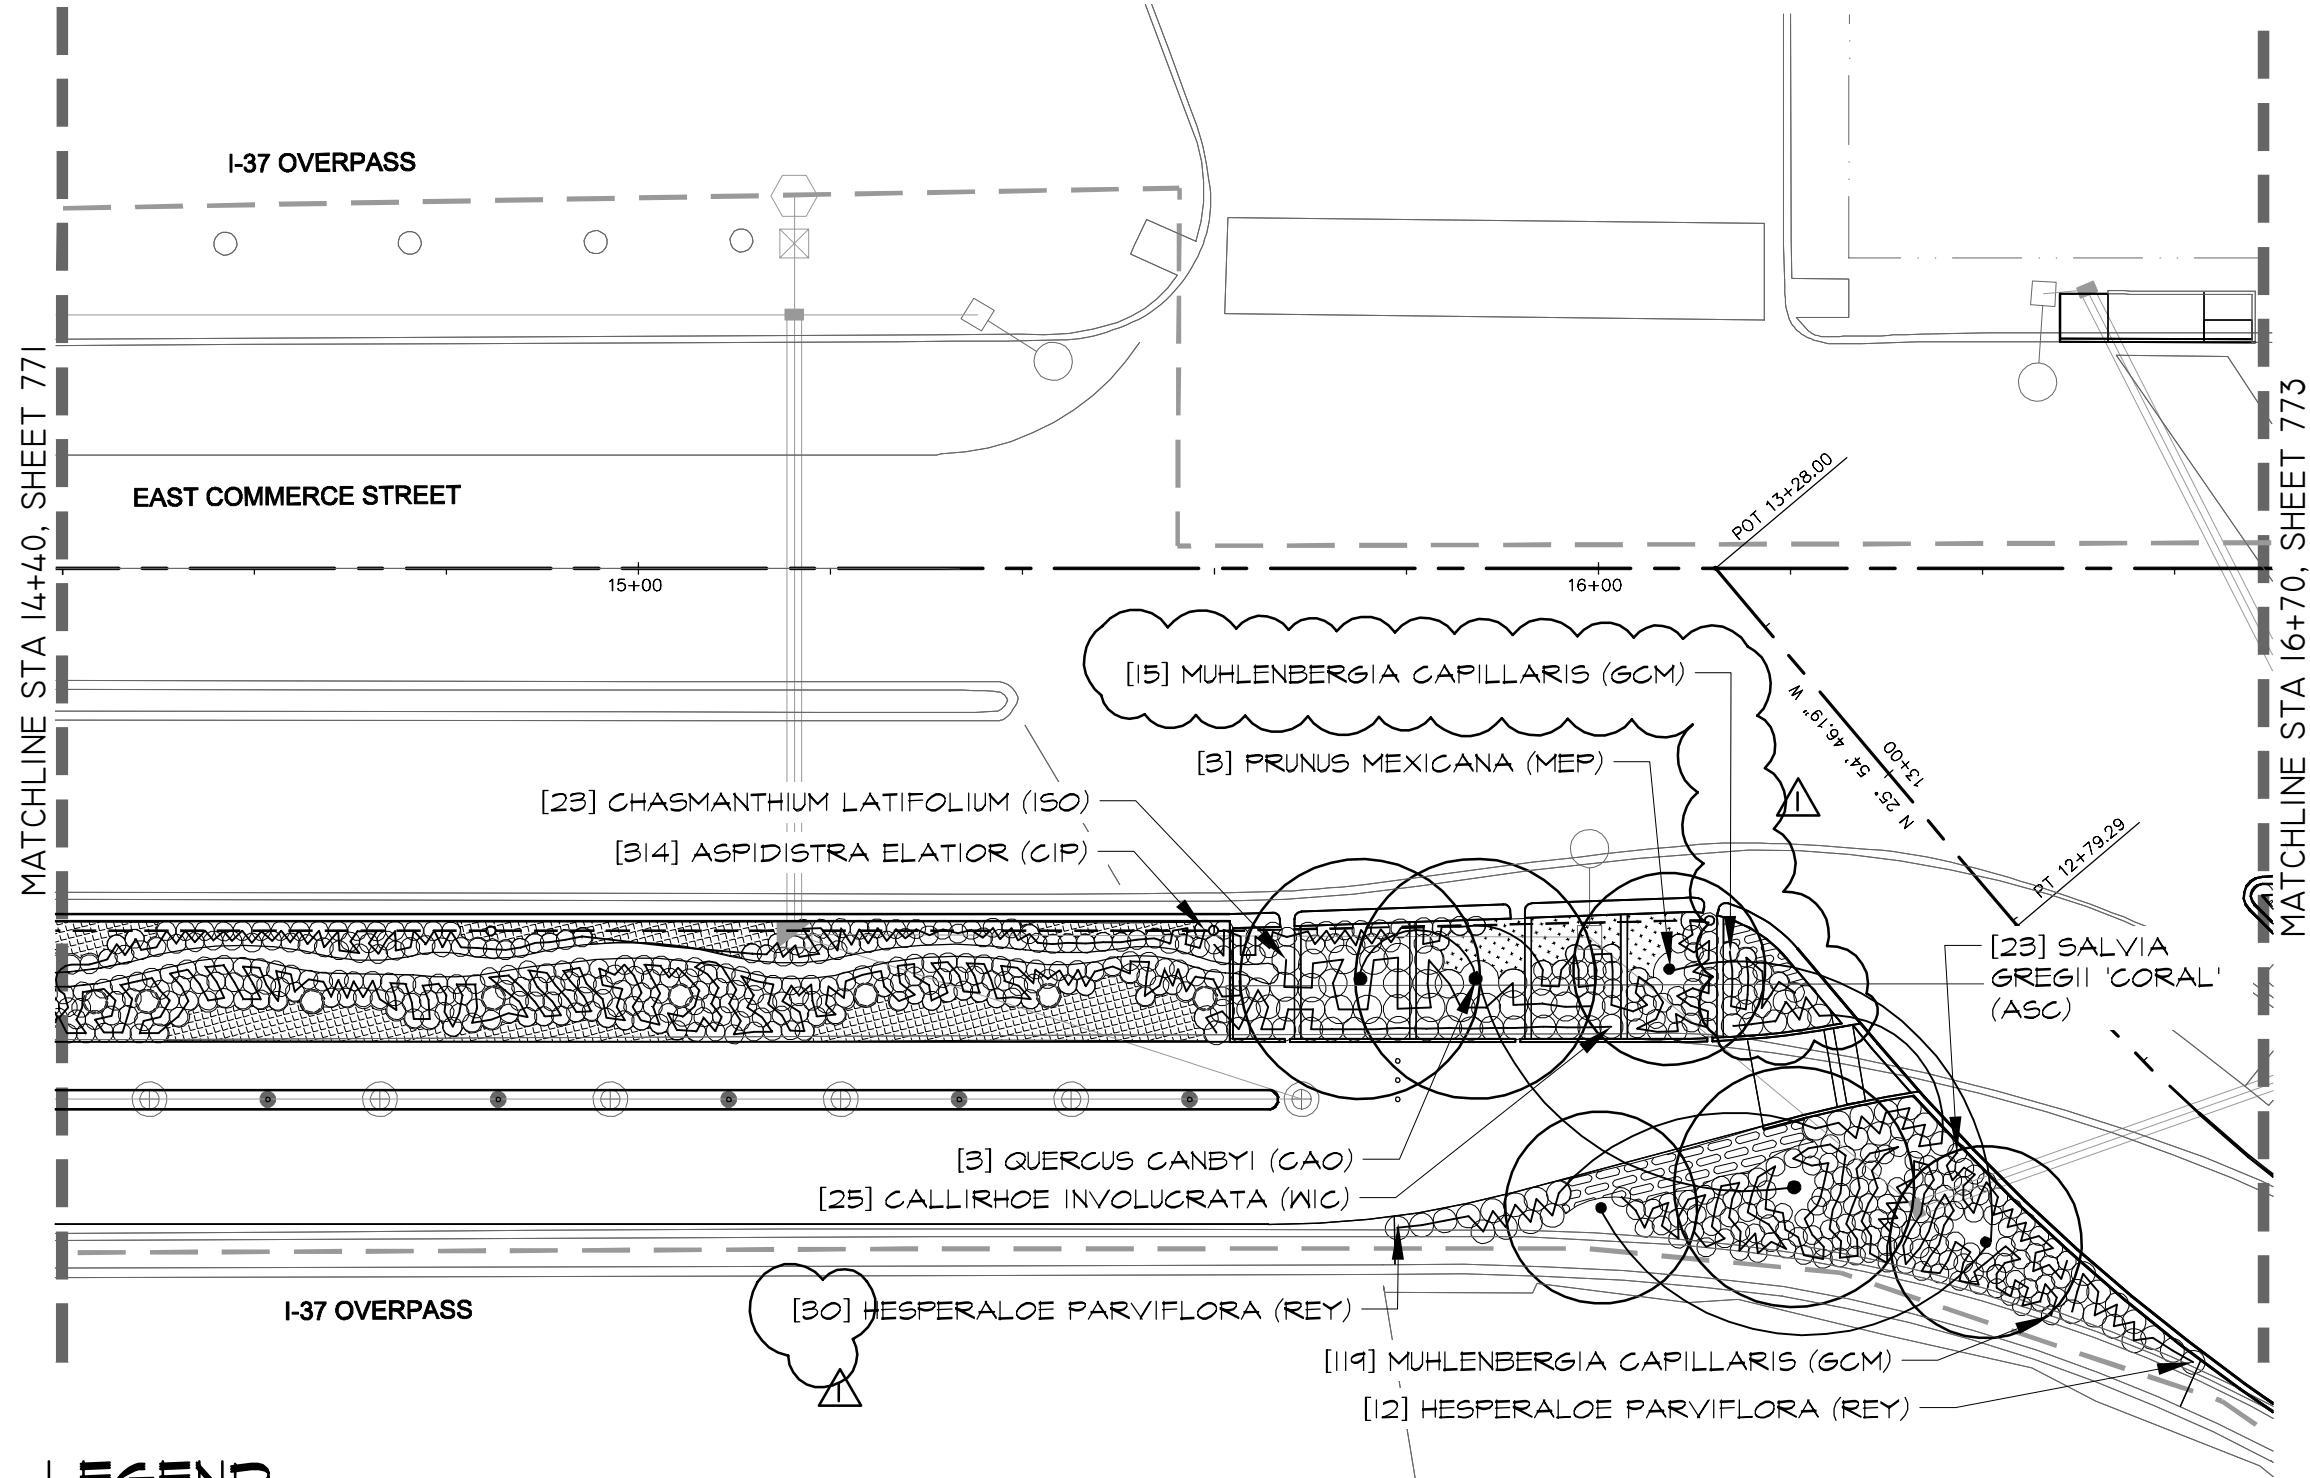 I-37 OVERPASS
EAST COMMERCE STREET
MATCHLINE STA 14+40, SHEET 771
MATCHLINE STA 16+70, SHEET 773
POT 13+28.00
15+00
16+00
[15] MUHLENBERGIA CAPILLARIS (GCM)
N 25° 54' 46.19" W
13+00
[3] PRUNUS MEXICANA (MEP)
1
[23] CHASMANTHIUM LATIFOLIUM (ISO)
[314] ASPIDISTRA ELATIOR (CIP)
PT 12+79.29
[23] SALVIA
GREGII 'CORAL'
(ASC)
[3] QUERCUS CANBYI (CAO)
[25] CALLIRHOE INVOLUCRATA (WIC)
I-37 OVERPASS
[30] HESPERALOE PARVIFLORA (REY)
1
[119] MUHLENBERGIA CAPILLARIS (GCM)
[12] HESPERALOE PARVIFLORA (REY)
LEGEND